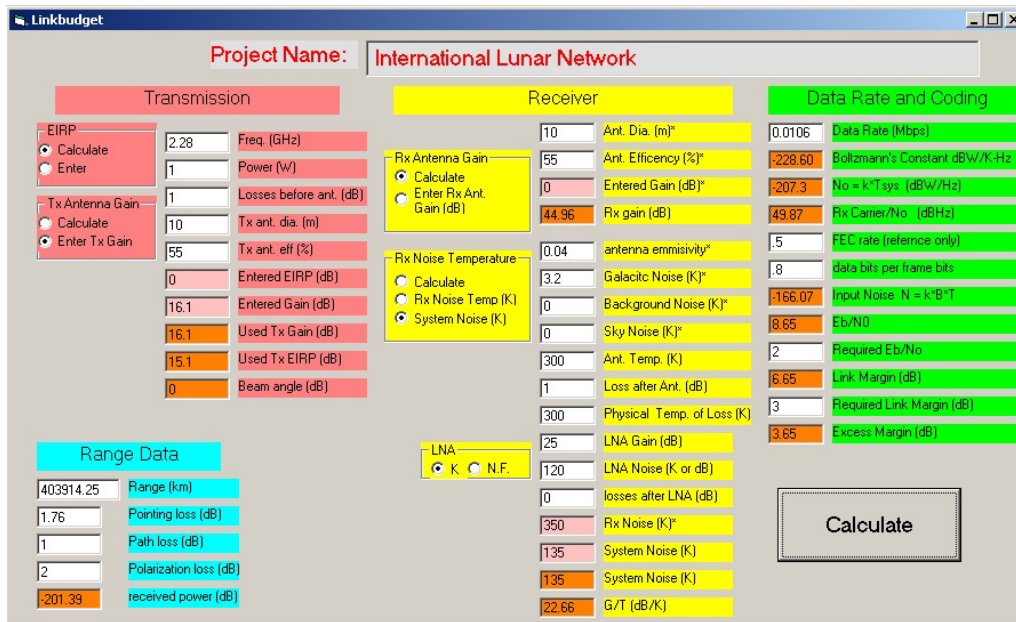 Linkbudget
Project Name: International Lunar Network
Transmission
EIRP
Calculate
Enter
Tx Antenna Gain
Calculate
Enter Tx Gain
2.28 Freq. (GHz)
1 Power (W)
1 Losses before ant. (dB)
10 Tx ant. dia. (m)
55 Tx ant. eff (%)
0 Entered EIRP (dB)
16.1 Entered Gain (dB)
16.1 Used Tx Gain (dB)
15.1 Used Tx EIRP (dB)
0 Beam angle (dB)
Range Data
403914.25 Range (km)
1.76 Pointing loss (dB)
1 Path loss (dB)
2 Polarization loss (dB)
-201.39 received power (dB)
Receiver
Rx Antenna Gain
Calculate
Enter Rx Ant.
Gain (dB)
Rx Noise Temperature
Calculate
Rx Noise Temp (K)
System Noise (K)
LNA
K N.F.
10 Ant. Dia. (m)*
55 Ant. Efficency (%)*
0 Entered Gain (dB)*
44.96 Rx gain (dB)
0.04 antenna emmisivity*
3.2 Galacitc Noise (K)*
0 Background Noise (K)*
0 Sky Noise (K)*
300 Ant. Temp. (K)
1 Loss after Ant. (dB)
300 Physical Temp. of Loss (K)
25 LNA Gain (dB)
120 LNA Noise (K or dB)
0 losses after LNA (dB)
350 Rx Noise (K)*
135 System Noise (K)
135 System Noise (K)
22.66 G/T (dB/K)
Data Rate and Coding
0.0106 Data Rate (Mbps)
-228.60 Boltzmann's Constant dBW/K-Hz
-207.3 No = k*Tsys (dBW/Hz)
49.87 Rx Carrier/No (dBHz)
.5 FEC rate (refernce only)
.8 data bits per frame bits
-166.07 Input Noise N = k*B*T
8.65 Eb/N0
2 Required Eb/No
6.65 Link Margin (dB)
3 Required Link Margin (dB)
3.65 Excess Margin (dB)
Calculate